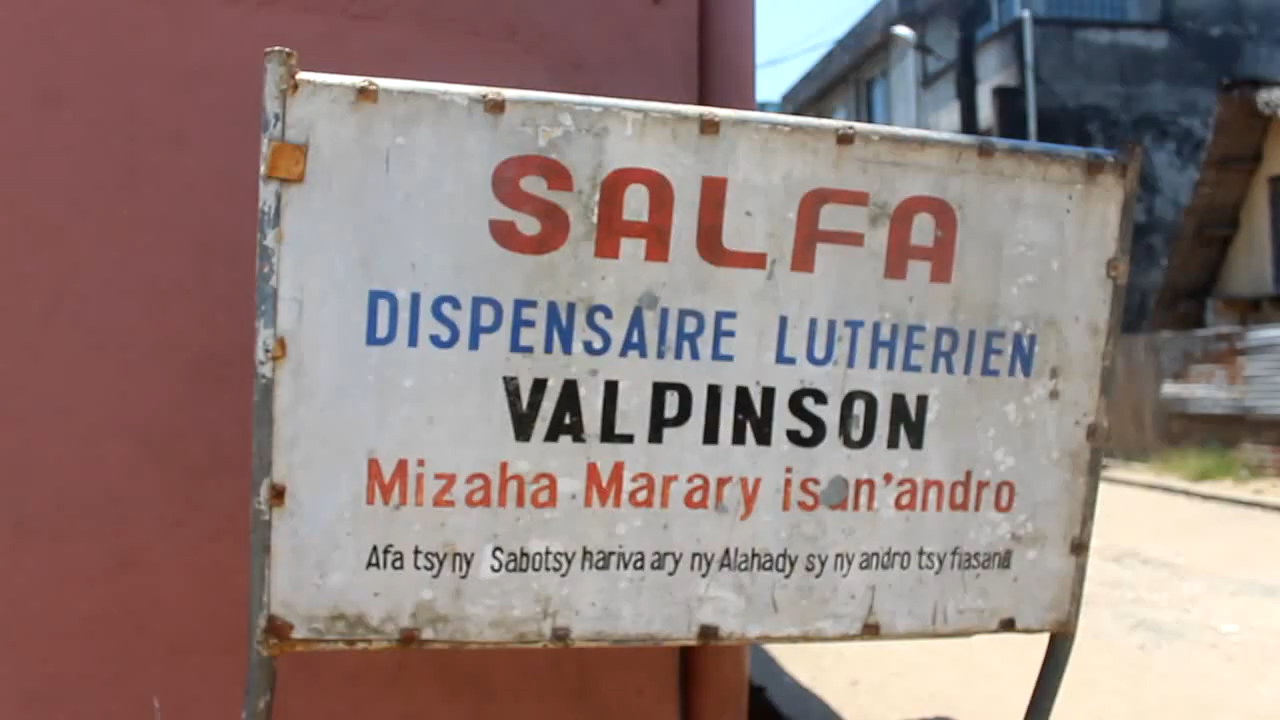 SALFA
DISPENSAIRE LUTHERIEN
VALPINSON
Mizaha Marary isan'andro
Afa tsy ny Sabotsy hariva ary ny Alahady sy ny andro tsy fiasana